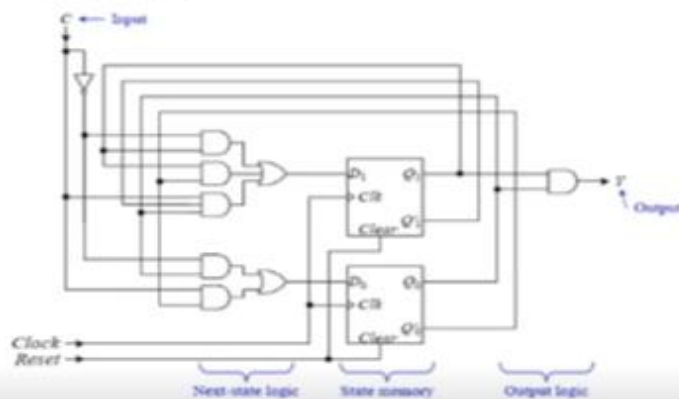 C Input
D₁ Q₁
Clk
Y
Output
Clear Q'₁
D₀ Q₀
Clk
Q'₀
Clear
Clock
Reset
Next-state logic State memory Output logic